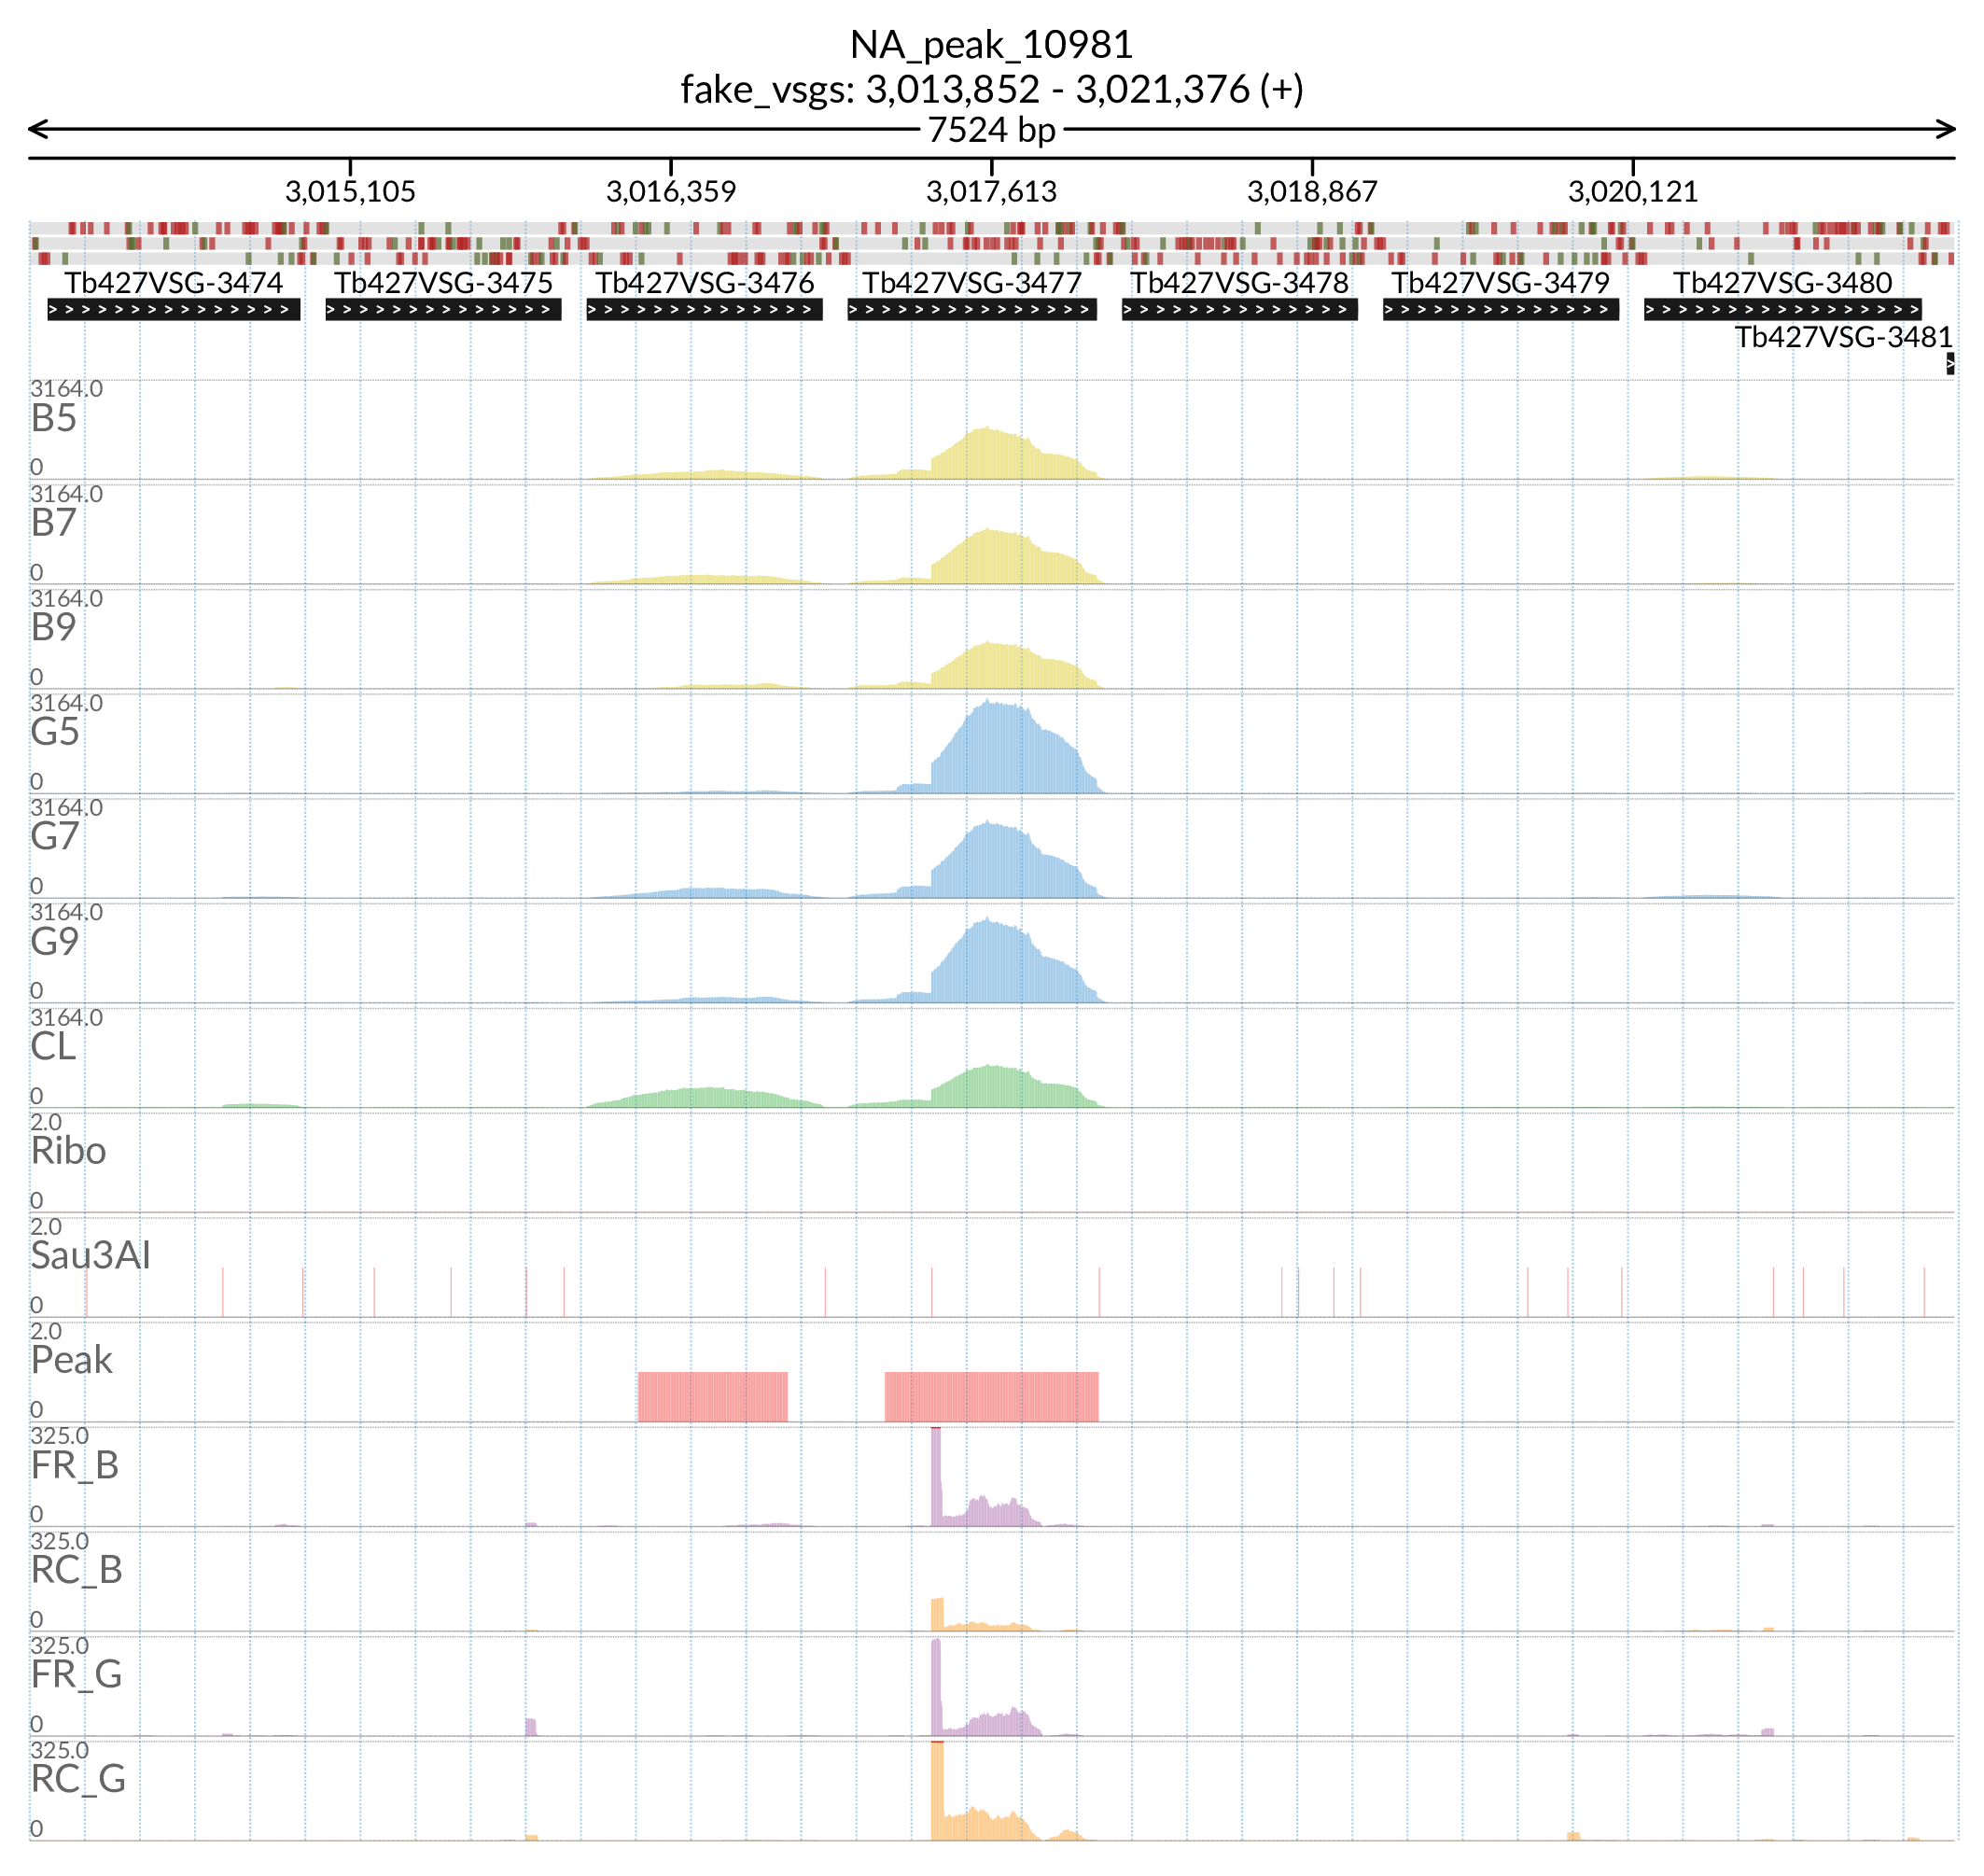 NA_peak_10981
fake_vsgs: 3,013,852 - 3,021,376 (+)
7524 bp
3,015,105 3,016,359 3,017,613 3,018,867 3,020,121
Tb427VSG-3474 Tb427VSG-3475 Tb427VSG-3476 Tb427VSG-3477 Tb427VSG-3478 Tb427VSG-3479 Tb427VSG-3480
Tb427VSG-3481
3164.0
B5
0
3164.0
B7
0
3164.0
B9
0
3164.0
G5
0
3164.0
G7
0
3164.0
G9
0
3164.0
CL
0
2.0
Ribo
0
2.0
Sau3AI
0
2.0
Peak
0
325.0
FR_B
0
325.0
RC_B
0
325.0
FR_G
0
325.0
RC_G
0